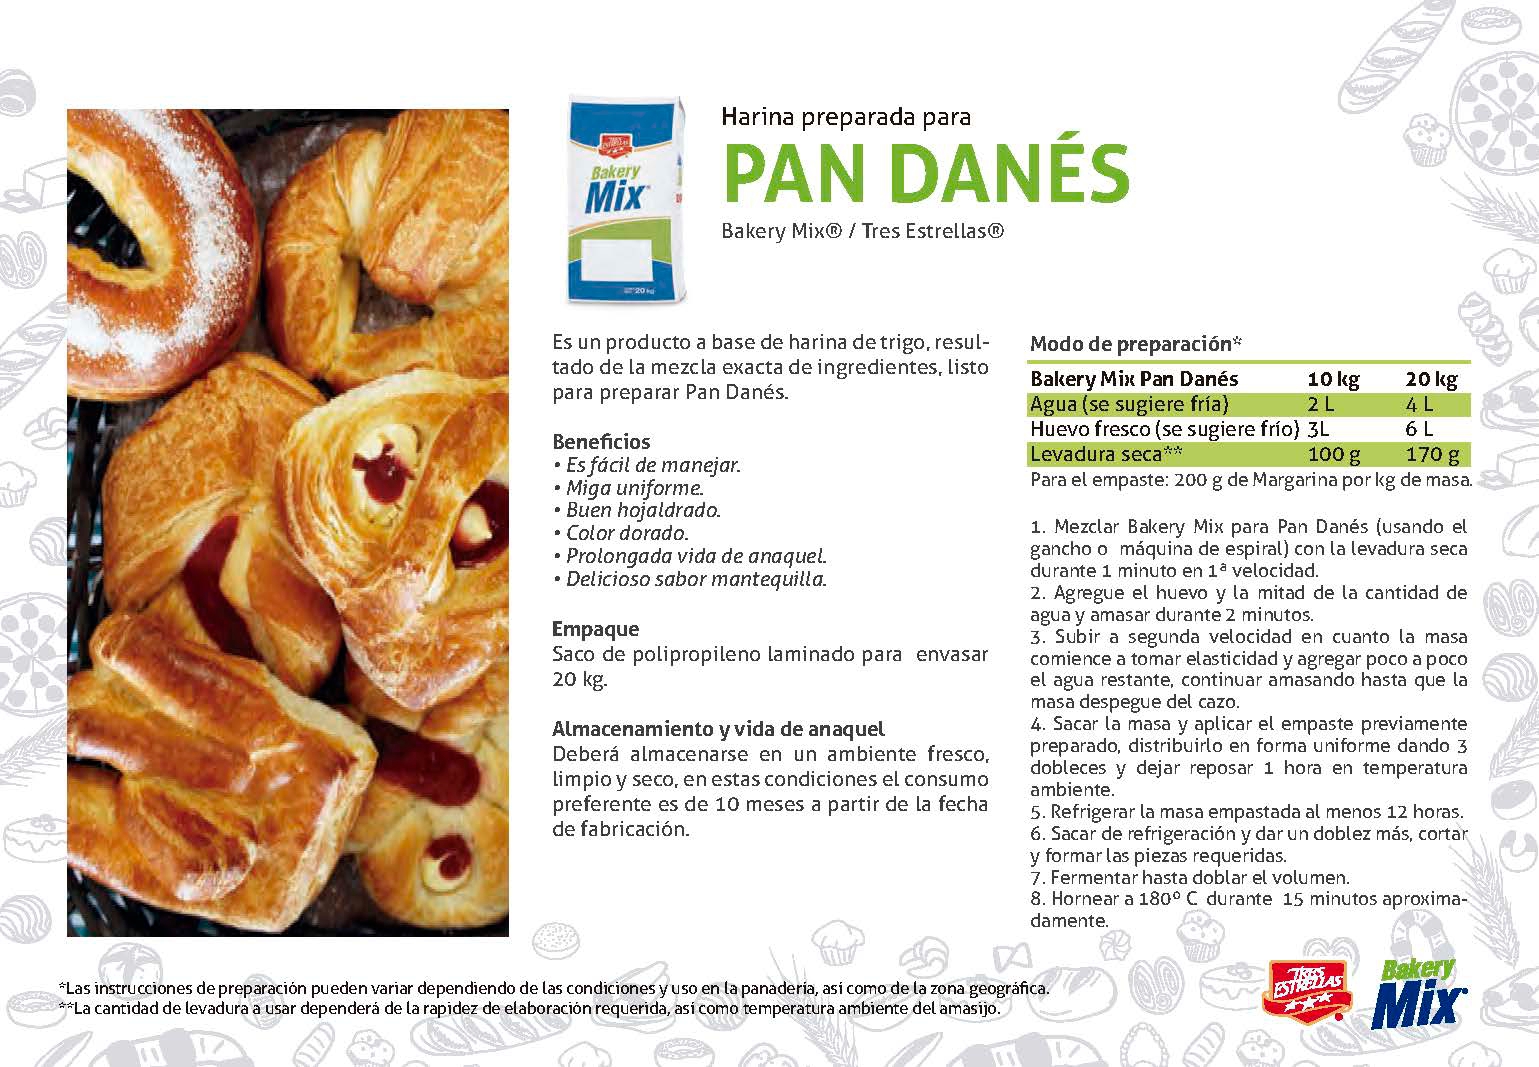 Harina preparada para
PAN DANÉS
Bakery Mix® / Tres Estrellas®
TRES
ESTRELLAS
Bakery
Mix®
20 kg
Es un producto a base de harina de trigo, resul-
tado de la mezcla exacta de ingredientes, listo
para preparar Pan Danés.
Beneficios
• Es fácil de manejar.
• Miga uniforme.
• Buen hojaldrado.
• Color dorado.
• Prolongada vida de anaquel.
• Delicioso sabor mantequilla.
Empaque
Saco de polipropileno laminado para envasar
20 kg.
Almacenamiento y vida de anaquel
Deberá almacenarse en un ambiente fresco,
limpio y seco, en estas condiciones el consumo
preferente es de 10 meses a partir de la fecha
de fabricación.
Modo de preparación*
Bakery Mix Pan Danés 10 kg 20 kg
Agua (se sugiere fría) 2 L 4 L
Huevo fresco (se sugiere frío) 3L 6 L
Levadura seca** 100 g 170 g
Para el empaste: 200 g de Margarina por kg de masa.
1. Mezclar Bakery Mix para Pan Danés (usando el
gancho o máquina de espiral) con la levadura seca
durante 1 minuto en 1ª velocidad.
2. Agregue el huevo y la mitad de la cantidad de
agua y amasar durante 2 minutos.
3. Subir a segunda velocidad en cuanto la masa
comience a tomar elasticidad y agregar poco a poco
el agua restante, continuar amasando hasta que la
masa despegue del cazo.
4. Sacar la masa y aplicar el empaste previamente
preparado, distribuirlo en forma uniforme dando 3
dobleces y dejar reposar 1 hora en temperatura
ambiente.
5. Refrigerar la masa empastada al menos 12 horas.
6. Sacar de refrigeración y dar un doblez más, cortar
y formar las piezas requeridas.
7. Fermentar hasta doblar el volumen.
8. Hornear a 180º C durante 15 minutos aproxima-
damente.
*Las instrucciones de preparación pueden variar dependiendo de las condiciones y uso en la panadería, así como de la zona geográfica.
**La cantidad de levadura a usar dependerá de la rapidez de elaboración requerida, así como temperatura ambiente del amasijo.
TRES
ESTRELLAS
Bakery
Mix®